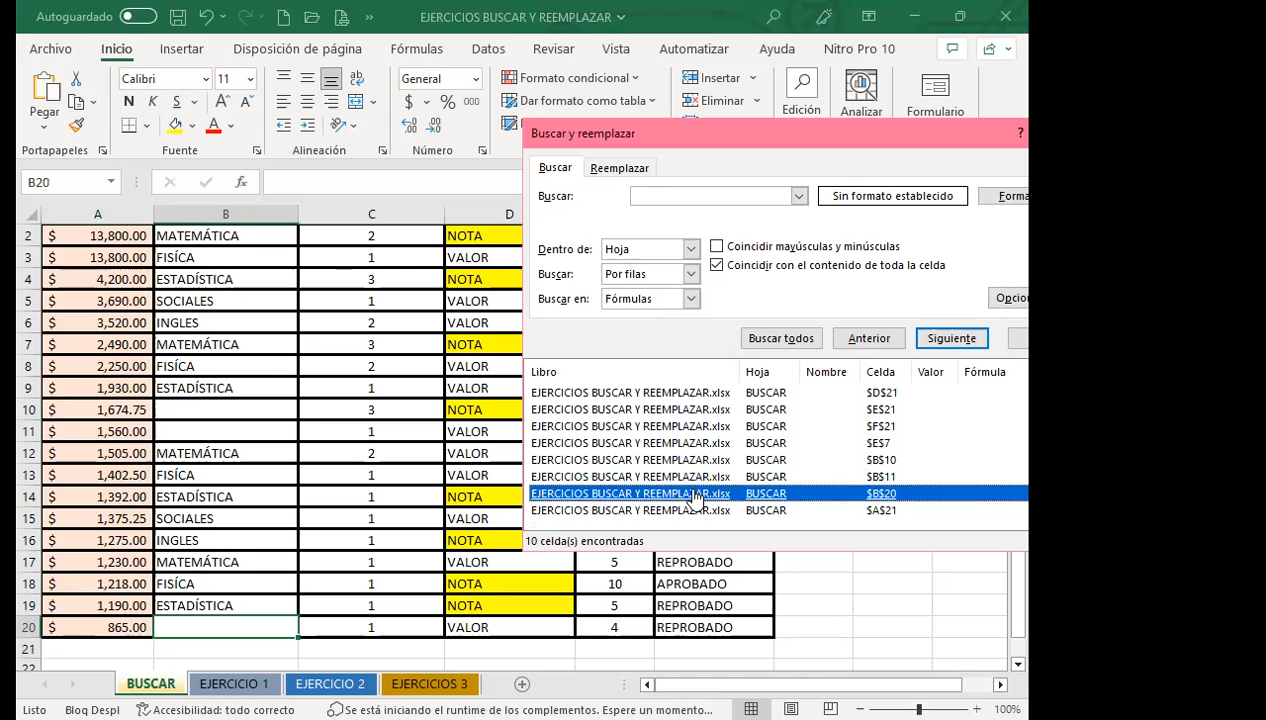 Autoguardado
EJERCICIOS BUSCAR Y REEMPLAZAR
Archivo Inicio Insertar Disposición de página Fórmulas Datos Revisar Vista Automatizar Ayuda Nitro Pro 10
Pegar
Calibri 11
N K S
Portapapeles Fuente Alineación
General
$ % 000
Número
Formato condicional
Dar formato como tabla
Insertar
Eliminar
Edición
Analizar
Formulario
B20 fx
Buscar y reemplazar ?
Buscar Reemplazar
Buscar: Sin formato establecido Forma
Dentro de: Hoja Coincidir mayúsculas y minúsculas
Buscar: Por filas Coincidir con el contenido de toda la celda
Buscar en: Fórmulas Opcior
Buscar todos Anterior Siguiente
Libro Hoja Nombre Celda Valor Fórmula
EJERCICIOS BUSCAR Y REEMPLAZAR.xlsx BUSCAR $D$21
EJERCICIOS BUSCAR Y REEMPLAZAR.xlsx BUSCAR $E$21
EJERCICIOS BUSCAR Y REEMPLAZAR.xlsx BUSCAR $F$21
EJERCICIOS BUSCAR Y REEMPLAZAR.xlsx BUSCAR $E$7
EJERCICIOS BUSCAR Y REEMPLAZAR.xlsx BUSCAR $B$10
EJERCICIOS BUSCAR Y REEMPLAZAR.xlsx BUSCAR $B$11
EJERCICIOS BUSCAR Y REEMPLAZAR.xlsx BUSCAR $B$20
EJERCICIOS BUSCAR Y REEMPLAZAR.xlsx BUSCAR $A$21
10 celda(s) encontradas
A B C D
2 $ 13,800.00 MATEMÁTICA 2 NOTA
3 $ 13,800.00 FISÍCA 1 VALOR
4 $ 4,200.00 ESTADÍSTICA 3 NOTA
5 $ 3,690.00 SOCIALES 1 VALOR
6 $ 3,520.00 INGLES 2 VALOR
7 $ 2,490.00 MATEMÁTICA 3 NOTA
8 $ 2,250.00 FISÍCA 2 VALOR
9 $ 1,930.00 ESTADÍSTICA 1 VALOR
10 $ 1,674.75 3 NOTA
11 $ 1,560.00 1 VALOR
12 $ 1,505.00 MATEMÁTICA 2 VALOR
13 $ 1,402.50 FISÍCA 1 VALOR
14 $ 1,392.00 ESTADÍSTICA 1 NOTA
15 $ 1,375.25 SOCIALES 1 VALOR
16 $ 1,275.00 INGLES 1 NOTA
17 $ 1,230.00 MATEMÁTICA 1 VALOR 5 REPROBADO
18 $ 1,218.00 FISÍCA 1 NOTA 10 APROBADO
19 $ 1,190.00 ESTADÍSTICA 1 NOTA 5 REPROBADO
20 $ 865.00 1 VALOR 4 REPROBADO
21
22
BUSCAR EJERCICIO 1 EJERCICIO 2 EJERCICIOS 3
Listo Bloq Despl Accesibilidad: todo correcto Se está iniciando el runtime de los complementos. Espere un momento... 100%